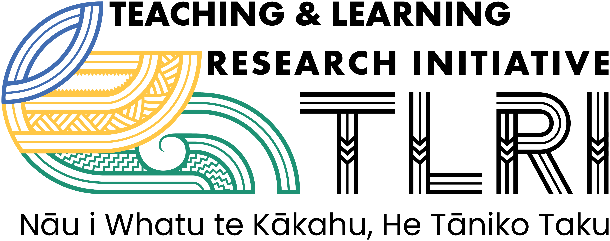 TEACHING & LEARNING
RESEARCH INITIATIVE
TLRI
Nāu i Whatu te Kākahu, He Tāniko Taku